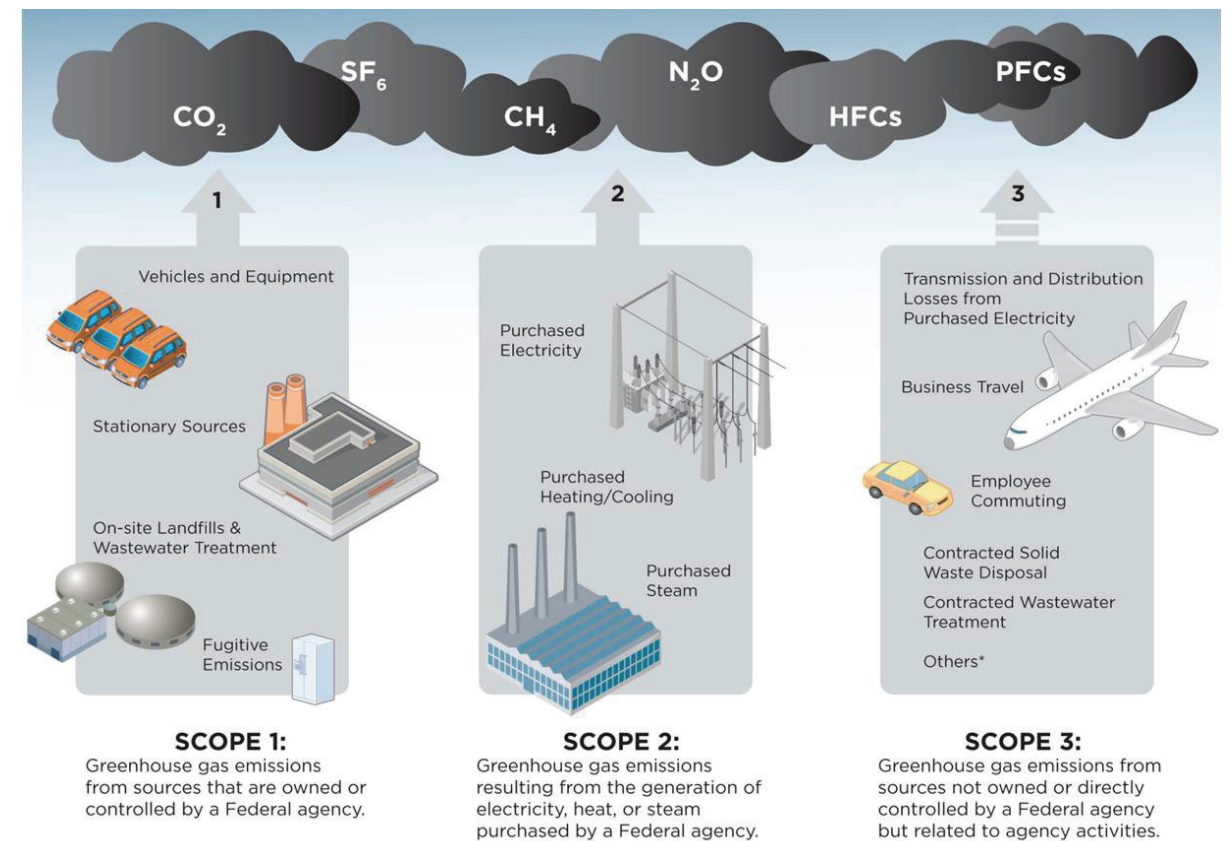 CO₂
SF₆
CH₄
N₂O
HFCs
PFCs
1
2
3
Vehicles and Equipment
Stationary Sources
On-site Landfills &
Wastewater Treatment
Fugitive
Emissions
Purchased
Electricity
Purchased
Heating/Cooling
Purchased
Steam
Transmission and Distribution
Losses from
Purchased Electricity
Business Travel
Employee
Commuting
Contracted Solid
Waste Disposal
Contracted Wastewater
Treatment
Others*
SCOPE 1:
Greenhouse gas emissions
from sources that are owned or
controlled by a Federal agency.
SCOPE 2:
Greenhouse gas emissions
resulting from the generation of
electricity, heat, or steam
purchased by a Federal agency.
SCOPE 3:
Greenhouse gas emissions from
sources not owned or directly
controlled by a Federal agency
but related to agency activities.